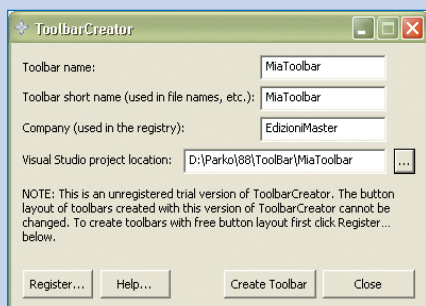 ToolbarCreator
Toolbar name: MiaToolbar
Toolbar short name (used in file names, etc.): MiaToolbar
Company (used in the registry): EdizioniMaster
Visual Studio project location: D:\Parko\88\ToolBar\MiaToolbar ...
NOTE: This is an unregistered trial version of ToolbarCreator. The button
layout of toolbars created with this version of ToolbarCreator cannot be
changed. To create toolbars with free button layout first click Register...
below.
Register... Help... Create Toolbar Close